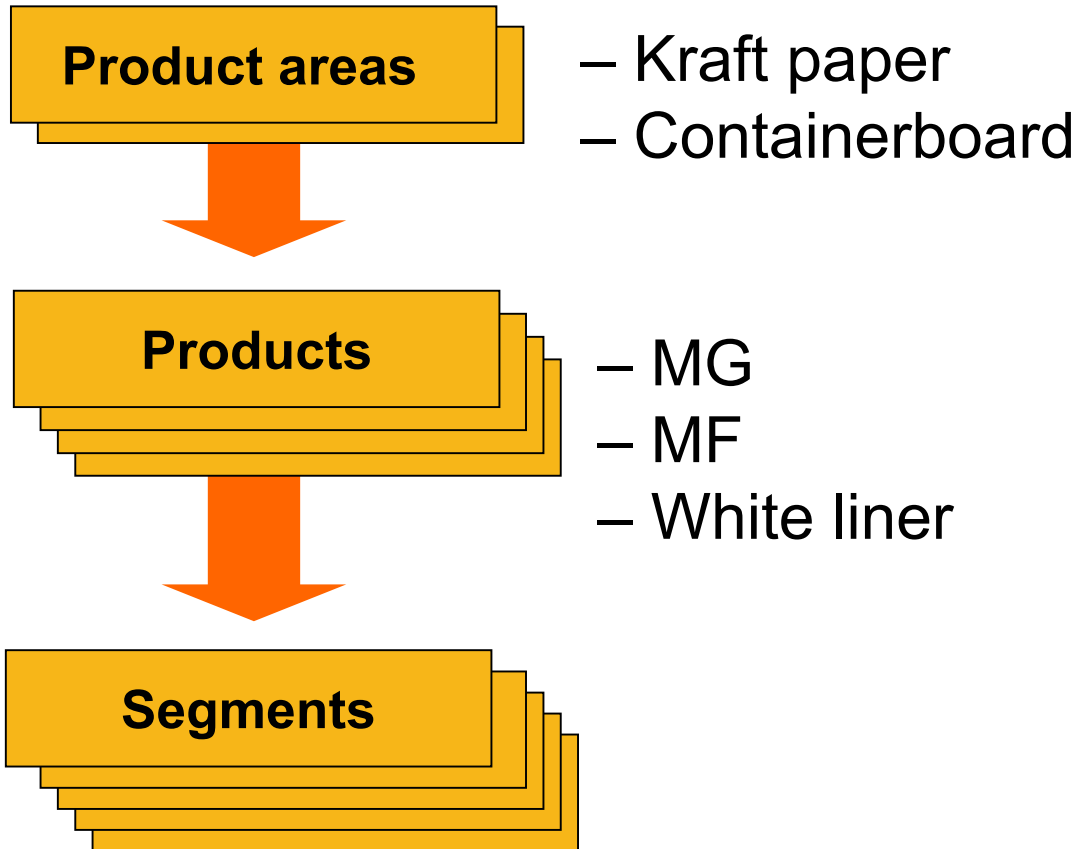 Product areas
– Kraft paper
– Containerboard
Products
– MG
– MF
– White liner
Segments